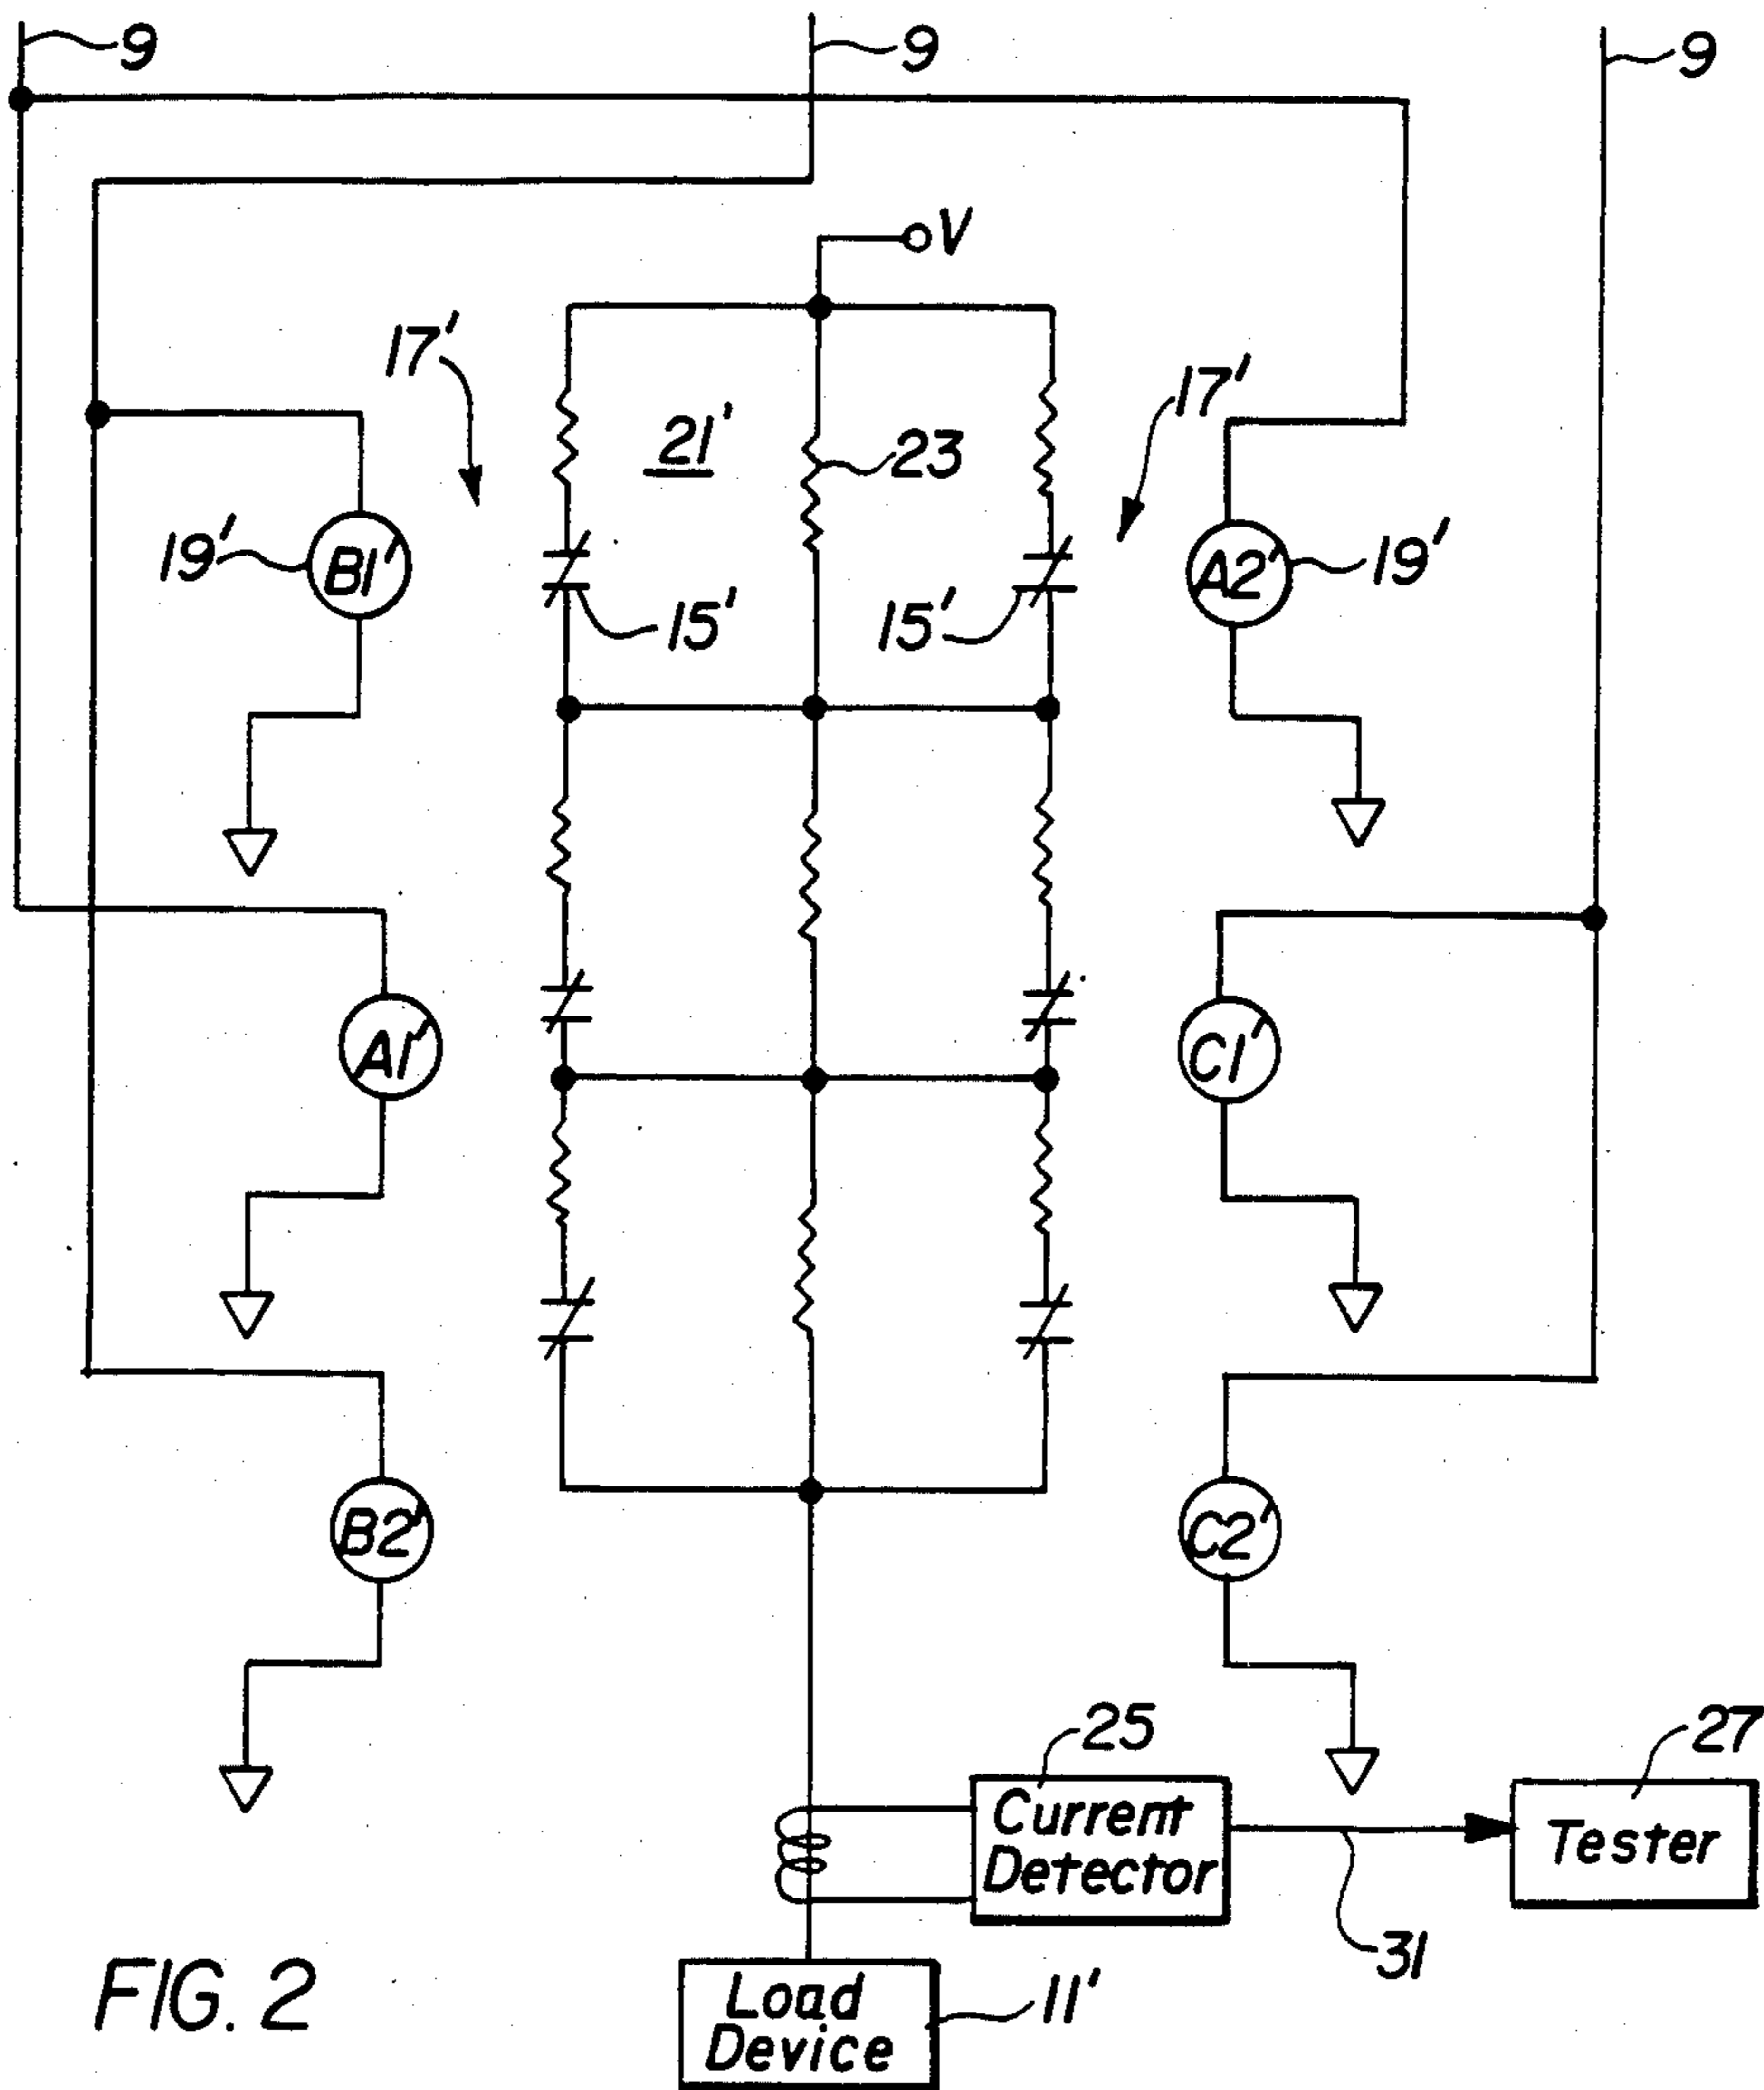 9
9
9
V
17'
21'
23
17'
19'
B1'
15'
15'
A2'
19'
A1'
C1'
B2'
C2'
25
27
Current
Detector
Tester
31
FIG. 2
Load
Device
11'